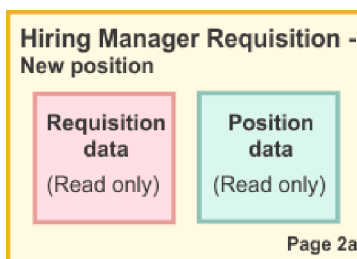 Hiring Manager Requisition -
New position
Requisition
data
(Read only)
Position
data
(Read only)
Page 2a